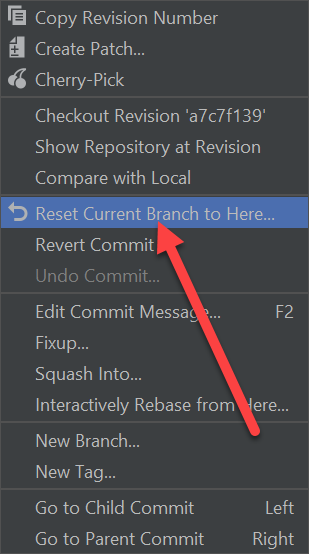 Copy Revision Number
Create Patch...
Cherry-Pick
Checkout Revision 'a7c7f139'
Show Repository at Revision
Compare with Local
Reset Current Branch to Here...
Revert Commit
Undo Commit...
Edit Commit Message... F2
Fixup...
Squash Into...
Interactively Rebase from Here...
New Branch...
New Tag...
Go to Child Commit Left
Go to Parent Commit Right